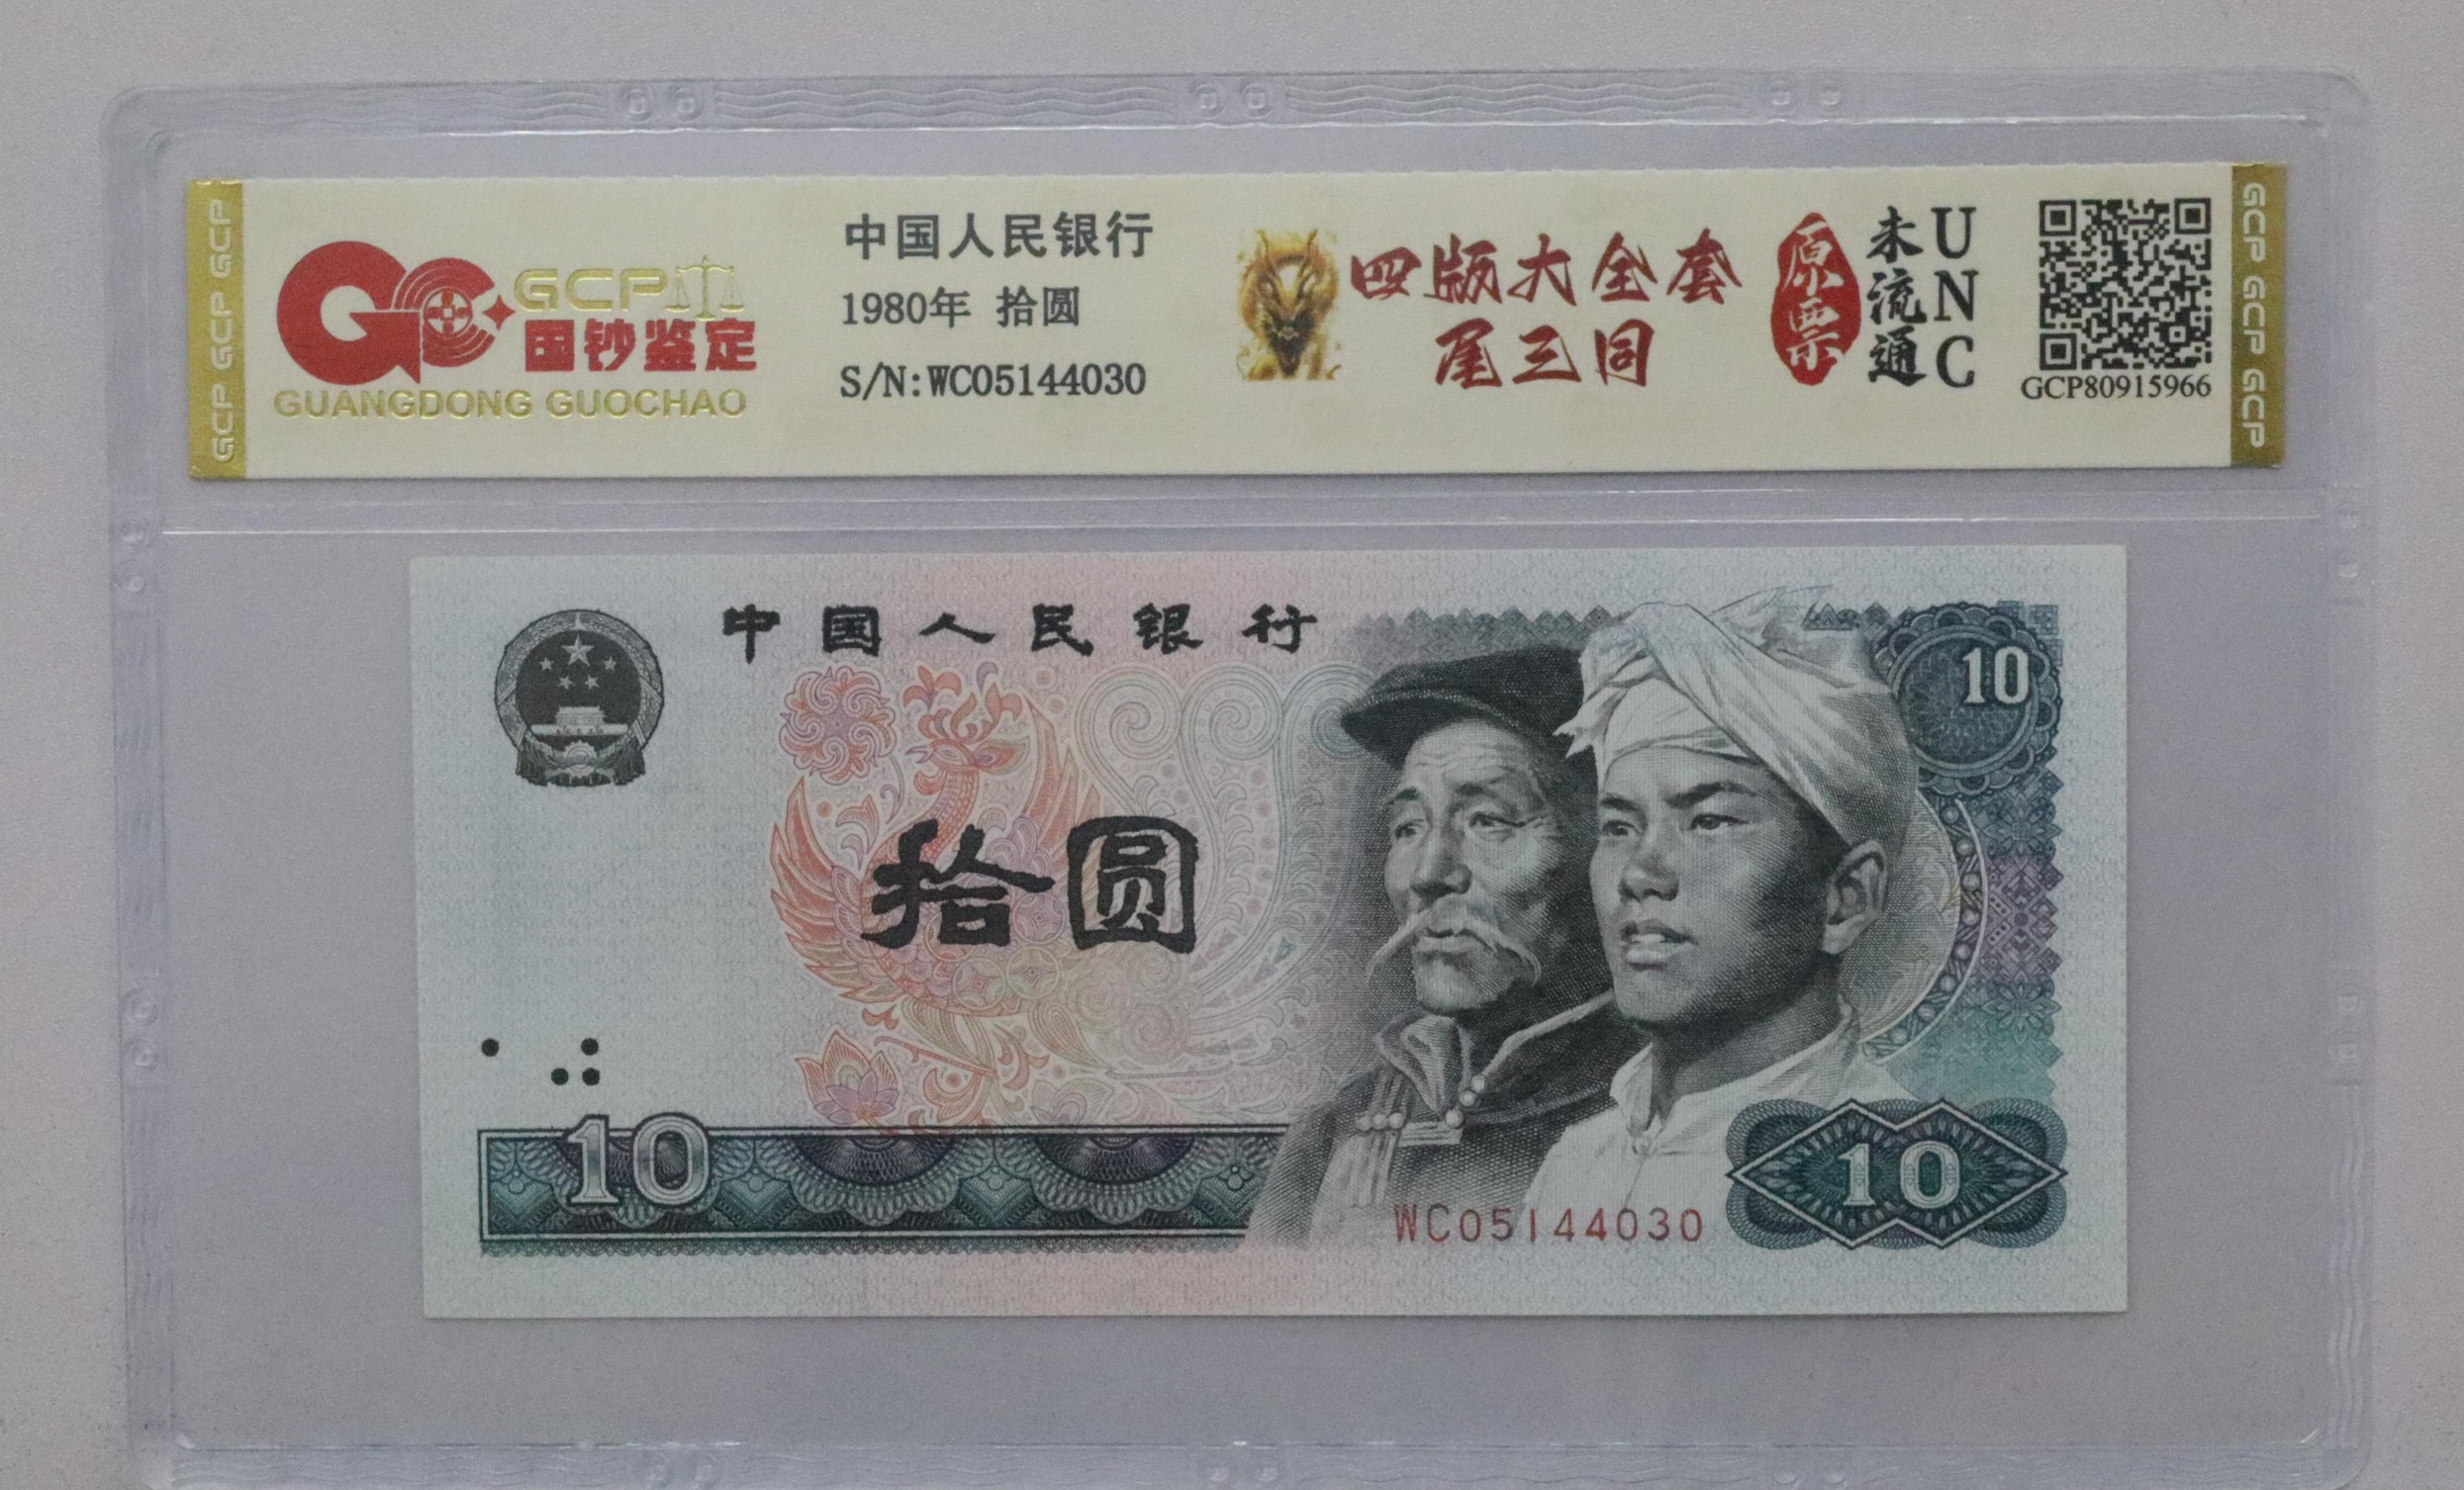 GCP GCP GCP
GCP
国钞鉴定
GUANGDONG GUOCHAO
中国人民银行
1980年 拾圆
S/N:WC05144030
四版大全套
尾三同
原票
未流通
UNC
GCP80915966
GCP GCP GCP
中国人民银行
10
拾圆
10
WC05144030
10